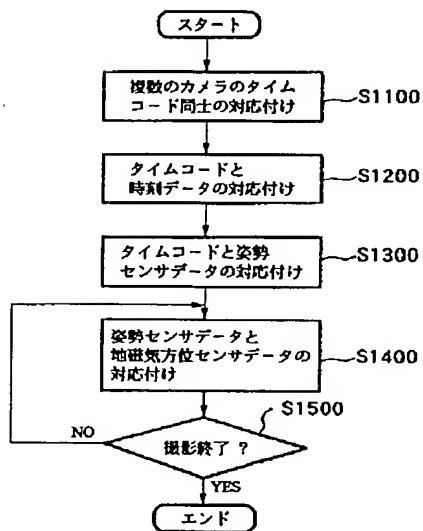 スタート
複数のカメラのタイム
コード同士の対応付け
S1100
タイムコードと
時刻データの対応付け
S1200
タイムコードと姿勢
センサデータの対応付け
S1300
姿勢センサデータと
地磁気方位センサデータの
対応付け
S1400
S1500
撮影終了 ?
NO
YES
エンド